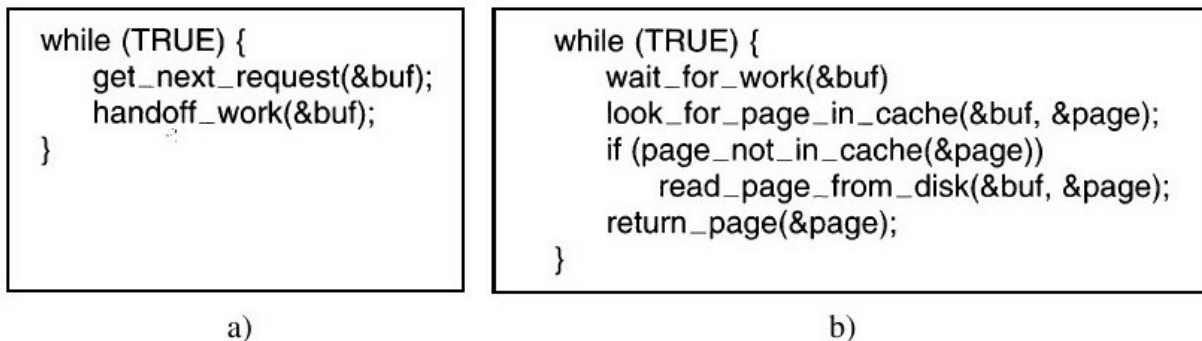 while (TRUE) {
get_next_request(&buf);
handoff_work(&buf);
}
a)
while (TRUE) {
wait_for_work(&buf)
look_for_page_in_cache(&buf, &page);
if (page_not_in_cache(&page))
read_page_from_disk(&buf, &page);
return_page(&page);
}
b)